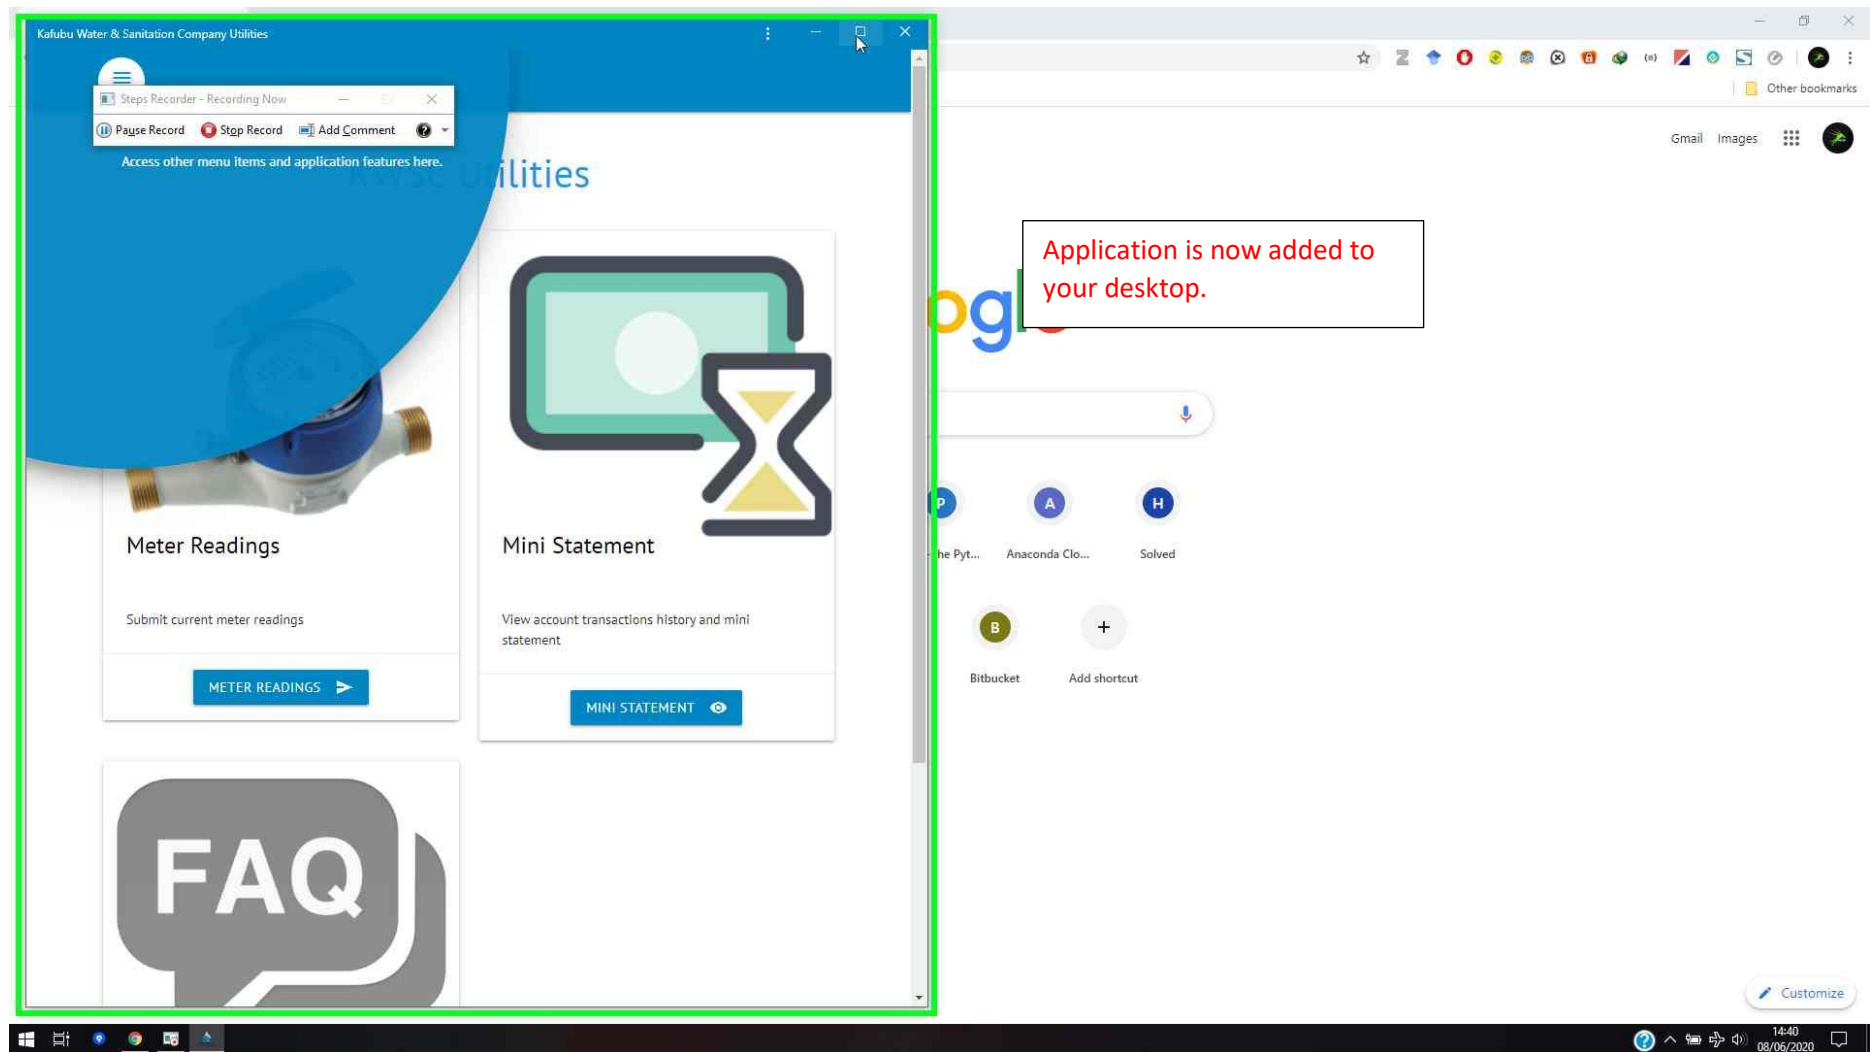 Kafubu Water & Sanitation Company Utilities
Steps Recorder - Recording Now
Pause Record Stop Record Add Comment
Access other menu items and application features here.
KWSC Utilities
Meter Readings
Submit current meter readings
METER READINGS
Mini Statement
View account transactions history and mini
statement
MINI STATEMENT
FAQ
Other bookmarks
Gmail Images
Application is now added to
your desktop.
P
A
H
he Pyt...
Anaconda Clo...
Solved
B
Bitbucket
Add shortcut
Customize
14:40
08/06/2020